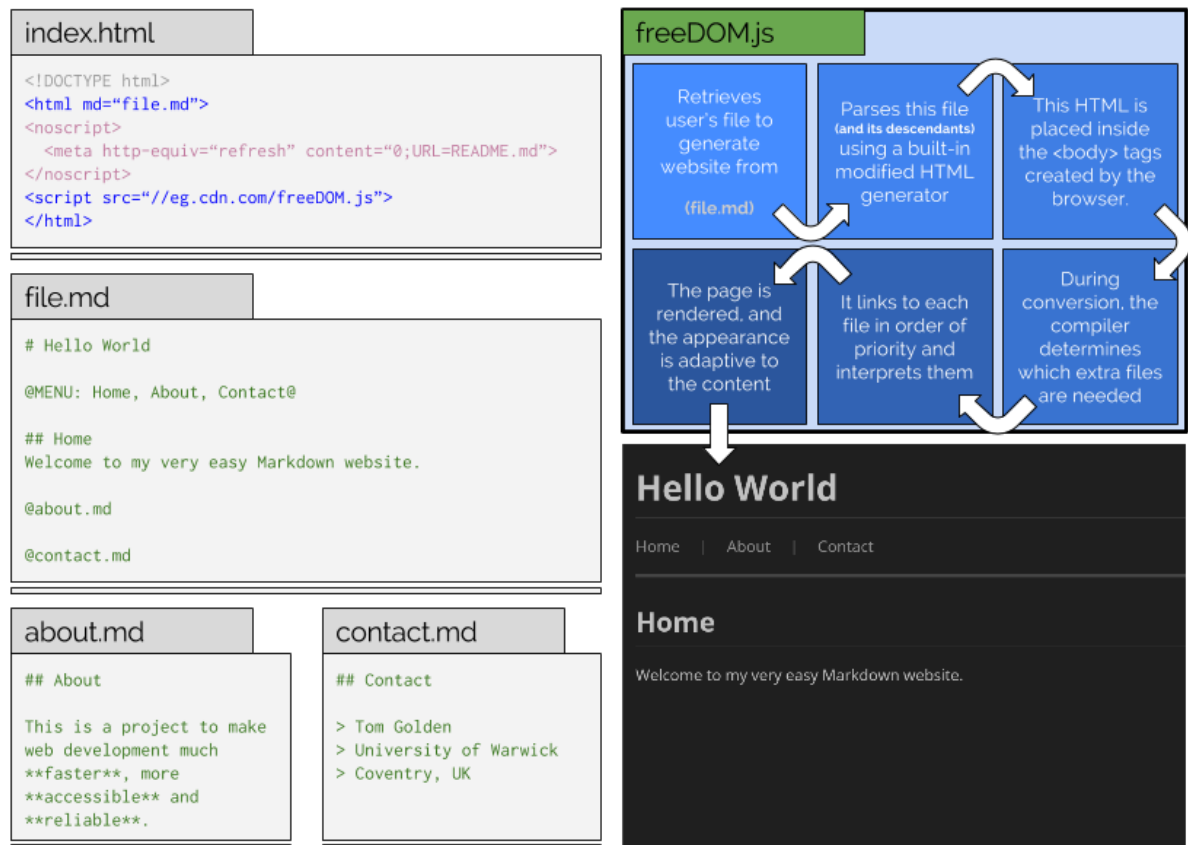 index.html
<!DOCTYPE html>
<html md=“file.md”>
<noscript>
  <meta http-equiv=“refresh” content=“0;URL=README.md”>
</noscript>
<script src=“//eg.cdn.com/freeDOM.js”>
</html>
file.md
# Hello World
@MENU: Home, About, Contact@
## Home
Welcome to my very easy Markdown website.
@about.md
@contact.md
about.md
## About
This is a project to make
web development much
**faster**, more
**accessible** and
**reliable**.
contact.md
## Contact
> Tom Golden
> University of Warwick
> Coventry, UK
freeDOM.js
Retrieves
user's file to
generate
website from
(file.md)
Parses this file
(and its descendants)
using a built-in
modified HTML
generator
This HTML is
placed inside
the <body> tags
created by the
browser.
During
conversion, the
compiler
determines
which extra files
are needed
It links to each
file in order of
priority and
interprets them
The page is
rendered, and
the appearance
is adaptive to
the content
Hello World
Home | About | Contact
Home
Welcome to my very easy Markdown website.